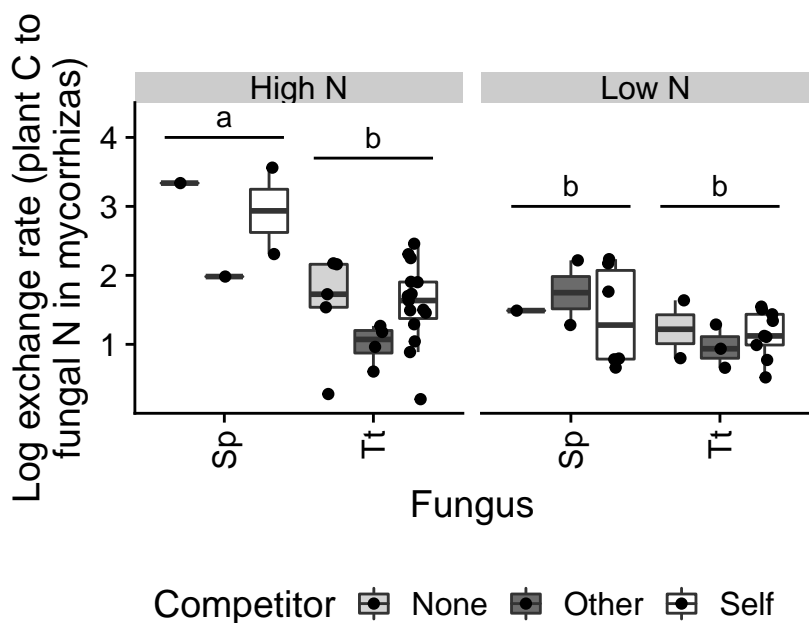 Log exchange rate (plant C to
fungal N in mycorrhizas)
High N
Low N
4
3
2
1
a
b
b
b
Sp
Tt
Sp
Tt
Fungus
Competitor None Other Self